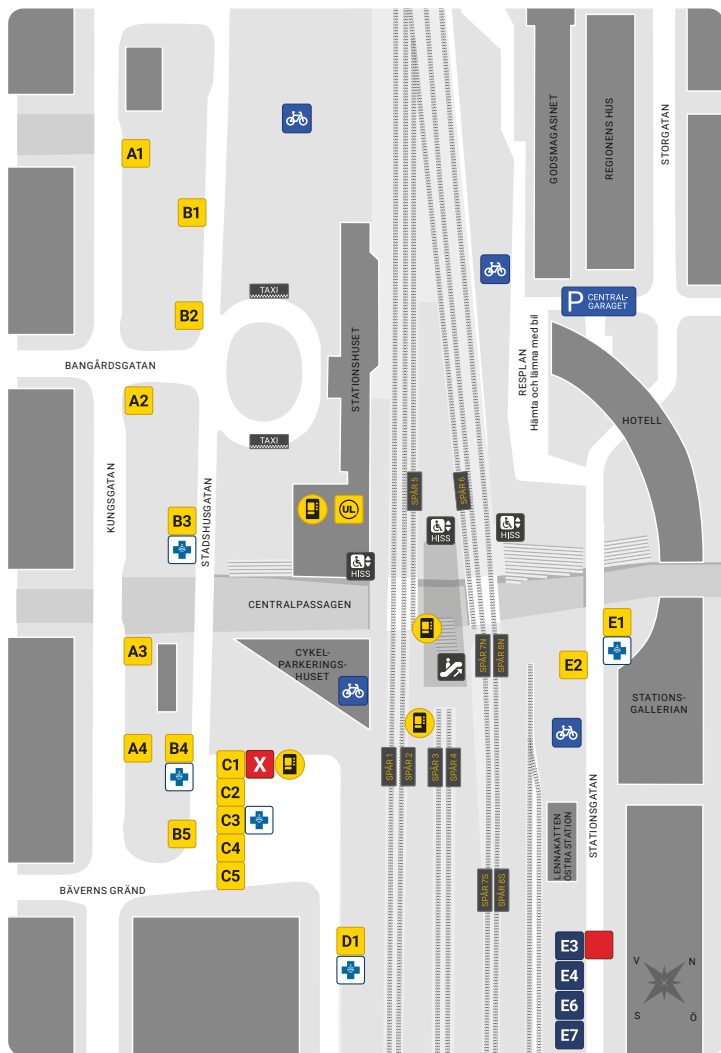 GODSMAGASINET
REGIONENS HUS
STORGATAN
A1
B1
TAXI
P CENTRAL-
GARAGET
B2
RESPLAN
Hämta och lämna med bil
STATIONSHUSET
BANGÅRDSGATAN
A2
HOTELL
TAXI
KUNGSGATAN
STADSHUSGATAN
SPÅR 5
SPÅR 6
UL
B3
HISS
HISS
HISS
CENTRALPASSAGEN
E1
A3
CYKEL-
PARKERINGS-
HUSET
SPÅR 7N
SPÅR 8N
E2
STATIONS-
GALLERIAN
A4
B4
C1
X
SPÅR 1
SPÅR 2
SPÅR 3
SPÅR 4
C2
C3
B5
C4
C5
LENNAKATTEN
ÖSTRA STATION
STATIONSGATAN
BÄVERNS GRÄND
SPÅR 7S
SPÅR 8S
D1
E3
E4
E6
E7
V
N
S
Ö